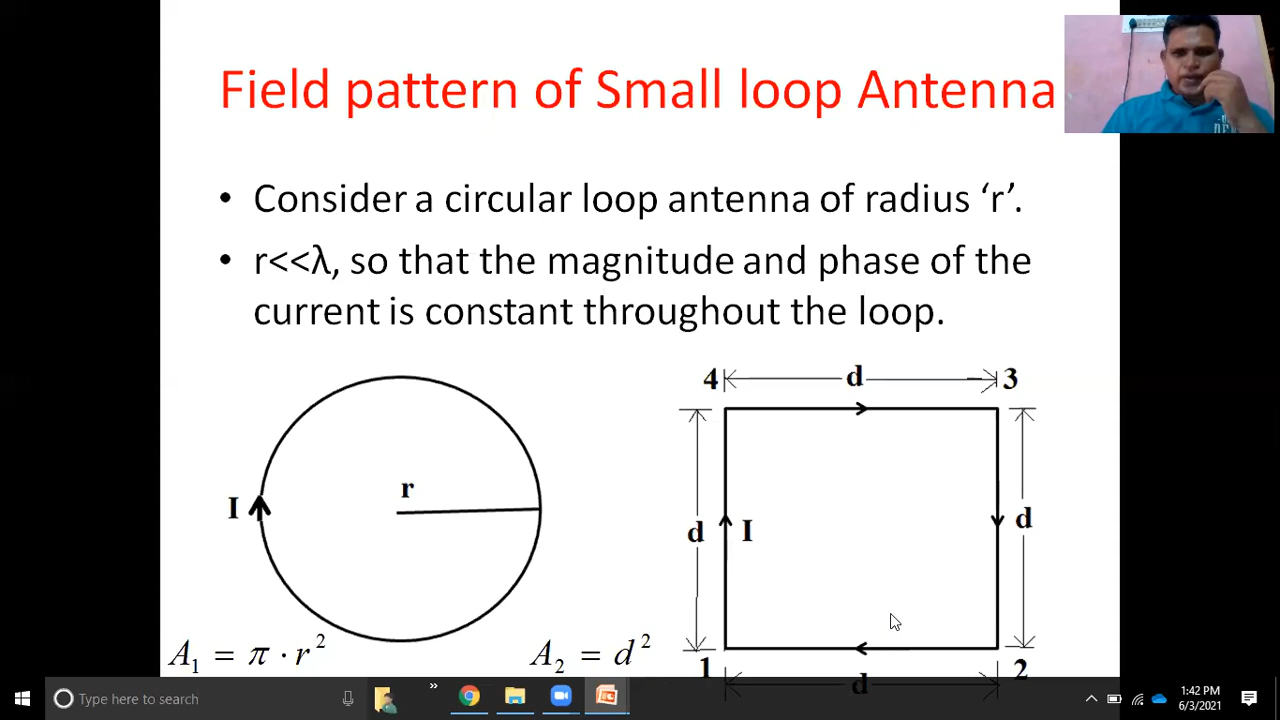 Field pattern of Small loop Antenna
• Consider a circular loop antenna of radius ‘r’.
• r<<λ, so that the magnitude and phase of the
current is constant throughout the loop.
4 d 3
r
I
d I d
A₁ = π · r²
A₂ = d²
1 d 2
Type here to search
1:42 PM
6/3/2021